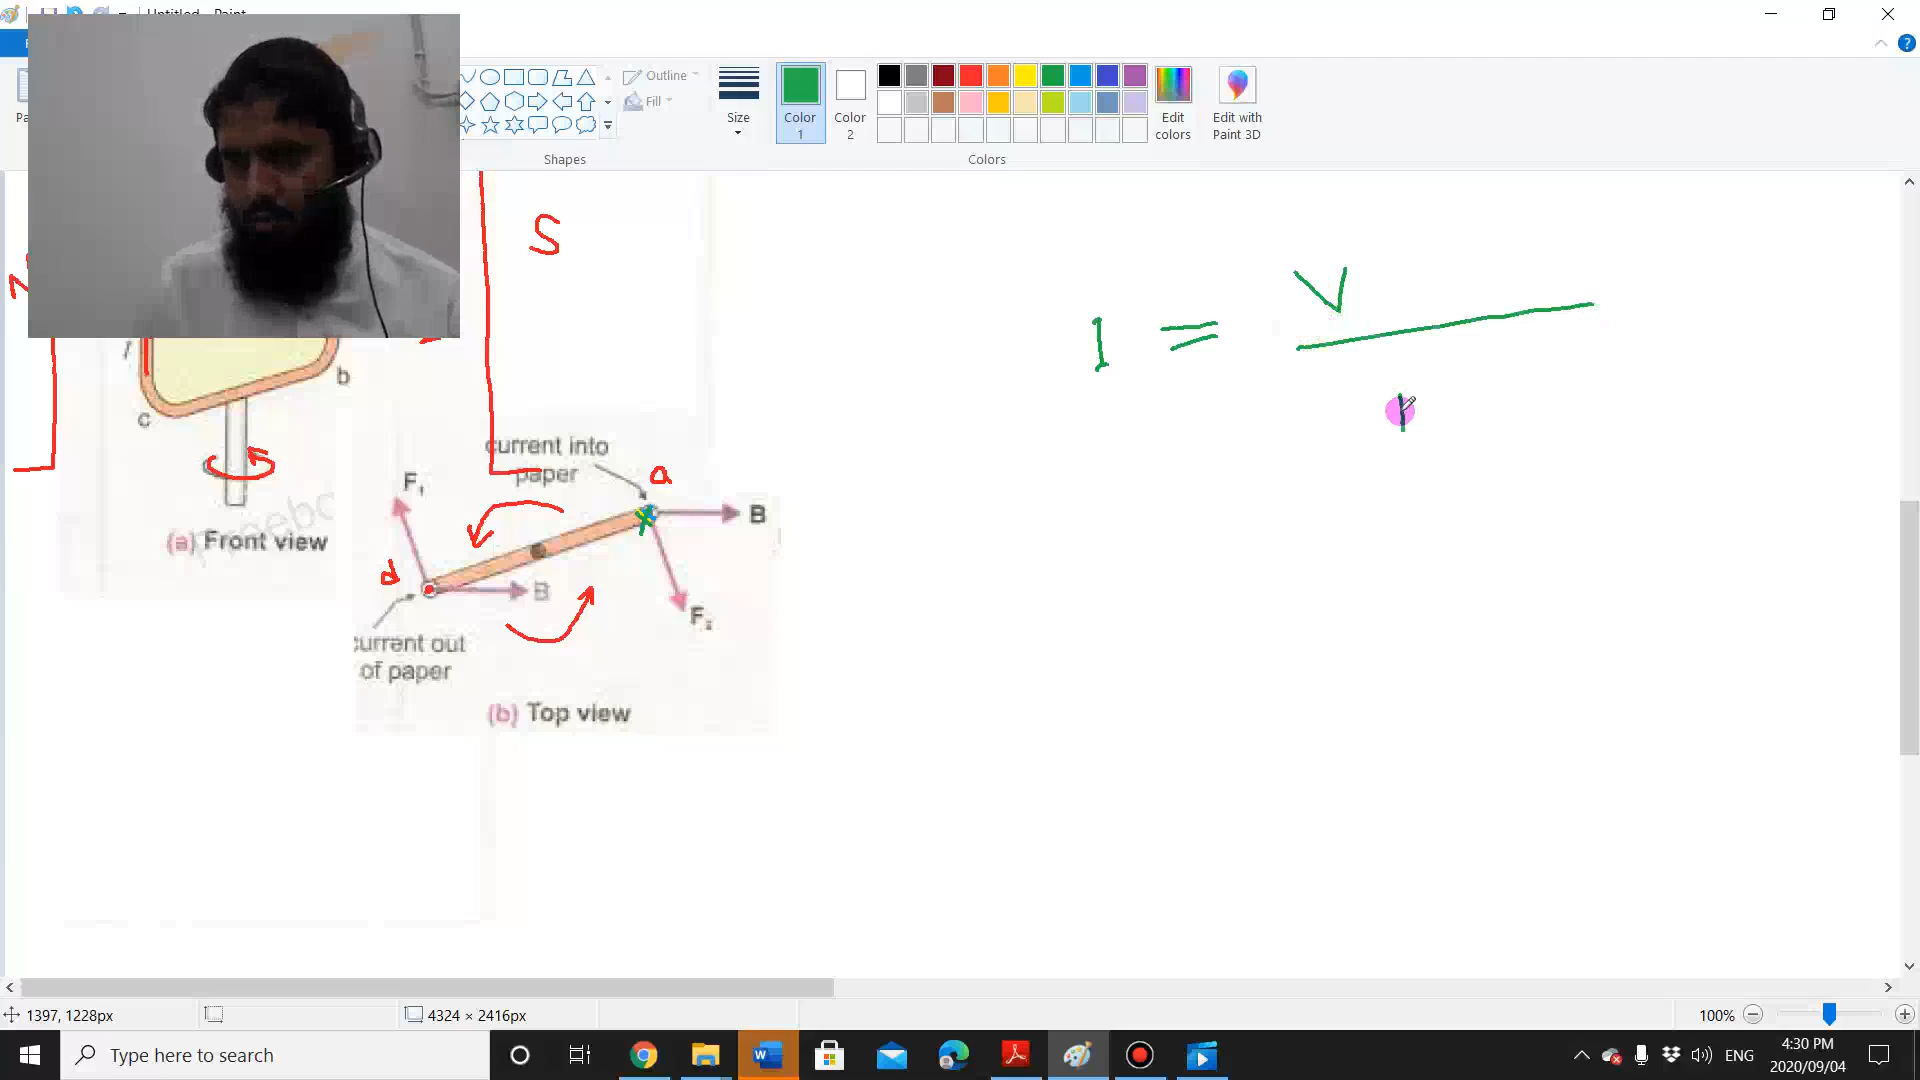 Untitled - Paint
Outline
Fill
Shapes
Size
Color
1
Color
2
Edit
colors
Edit with
Paint 3D
Colors
S
N
I = V
l
b
c
current into
paper
a
F₁
B
(a) Front view
d
B
F₂
current out
of paper
(b) Top view
1397, 1228px
4324 × 2416px
100%
Type here to search
ENG
4:30 PM
2020/09/04